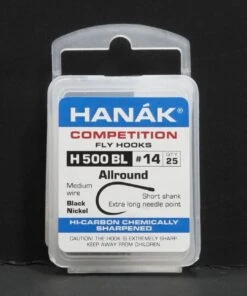 HANÁK®
COMPETITION
FLY HOOKS
H 500 BL #14 QTY 25
Allround
Medium wire
Short shank
Black Nickel
Extra long needle point
HI-CARBON CHEMICALLY
SHARPENED
CAUTION: THE HOOK IS EXTREMELY SHARP
KEEP AWAY FROM CHILDREN.